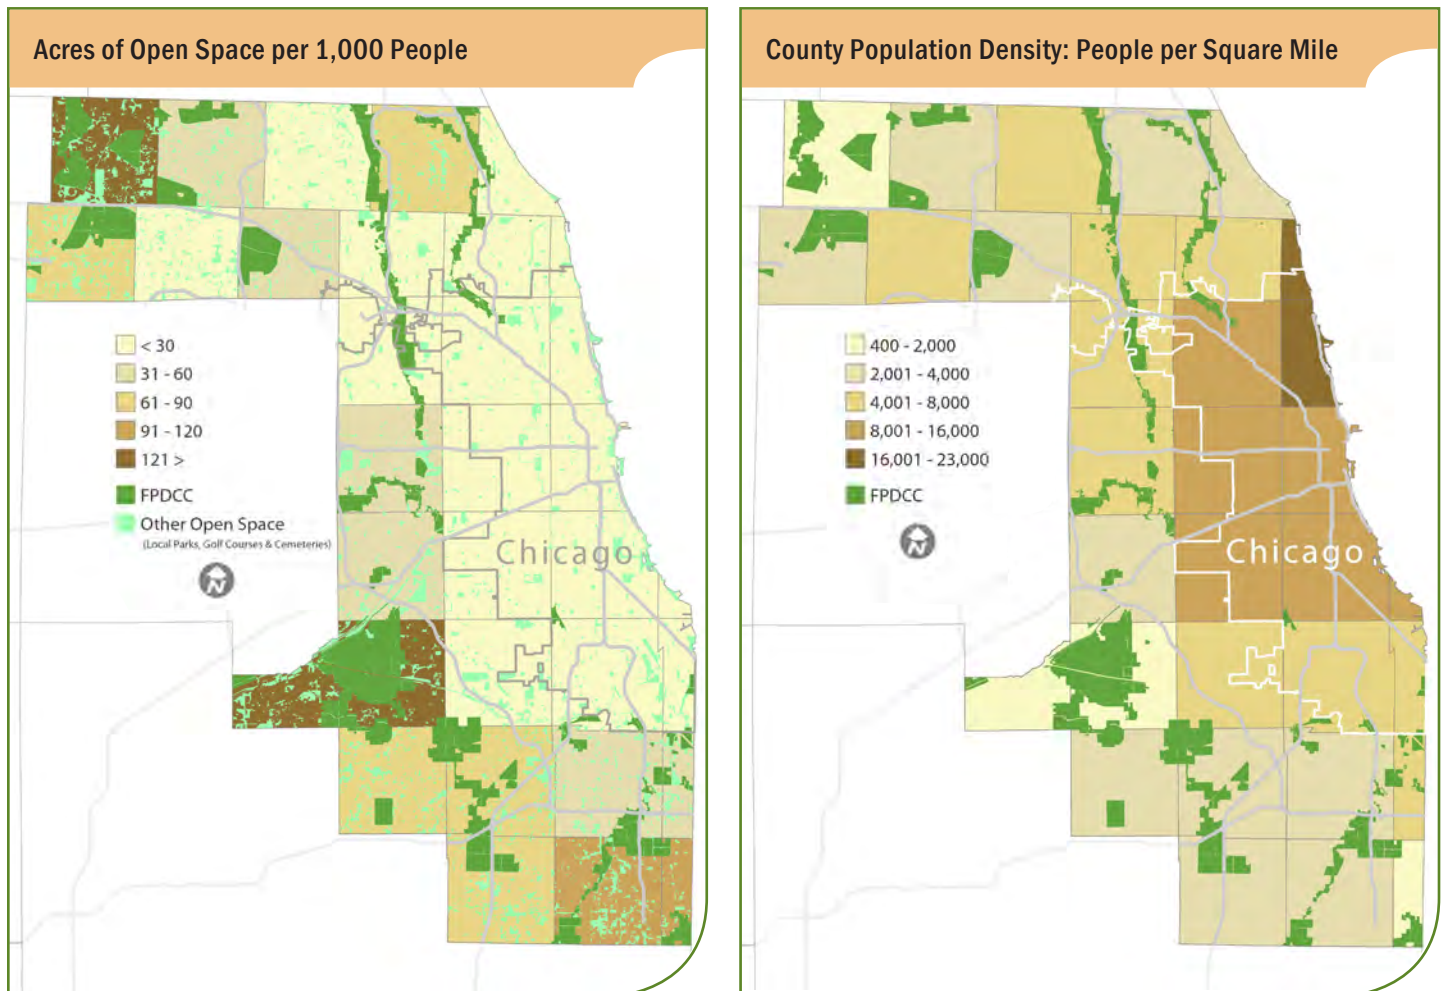 Acres of Open Space per 1,000 People
< 30
31 - 60
61 - 90
91 - 120
121 >
FPDCC
Other Open Space
(Local Parks, Golf Courses & Cemeteries)
N
Chicago
County Population Density: People per Square Mile
400 - 2,000
2,001 - 4,000
4,001 - 8,000
8,001 - 16,000
16,001 - 23,000
FPDCC
N
Chicago